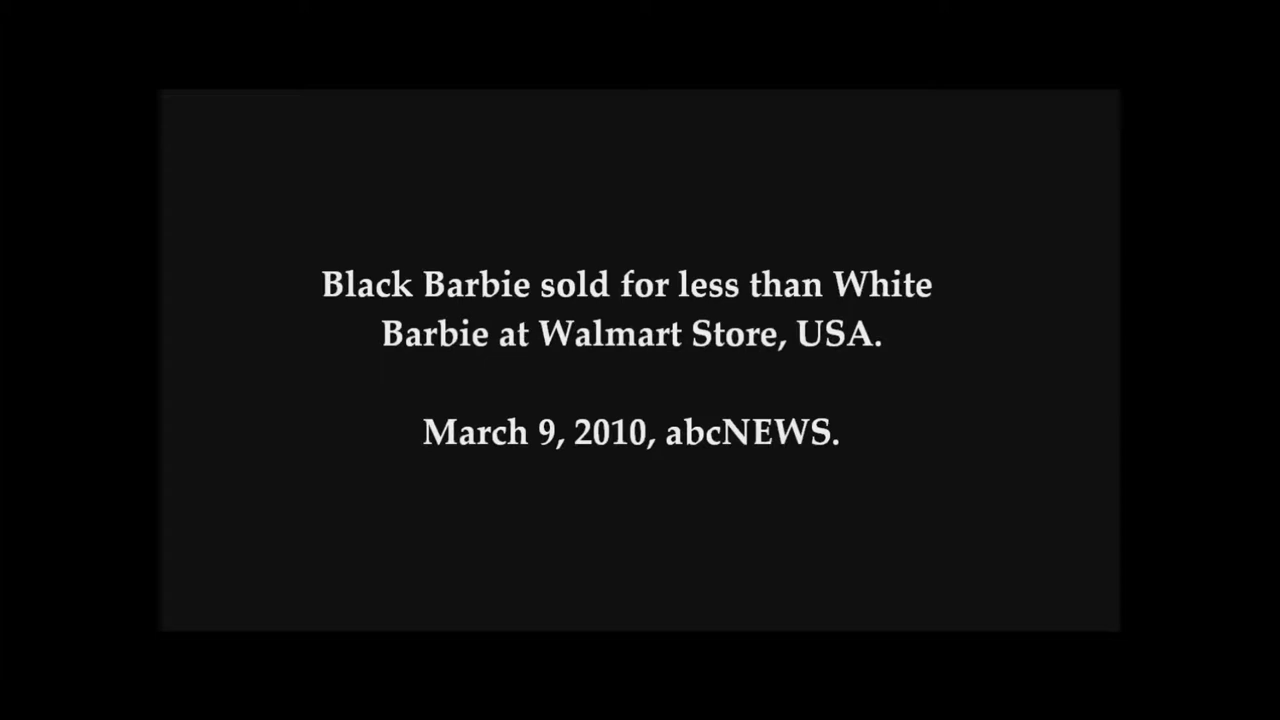 Black Barbie sold for less than White
Barbie at Walmart Store, USA.
March 9, 2010, abcNEWS.